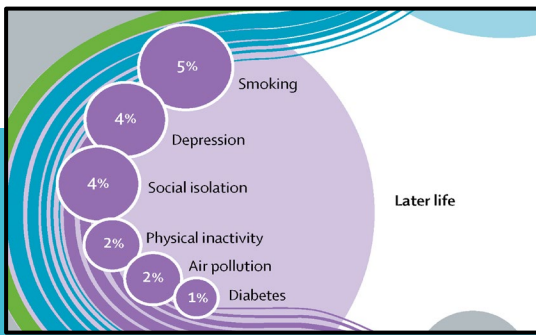 5%
Smoking
4%
Depression
4%
Social isolation
Later life
2%
Physical inactivity
2%
Air pollution
1%
Diabetes